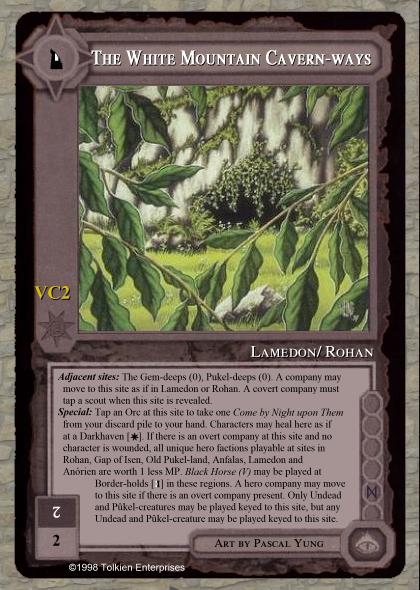 THE WHITE MOUNTAIN CAVERN-WAYS
VC2
LAMEDON/ ROHAN
Adjacent sites: The Gem-deeps (0), Pukel-deeps (0). A company may
move to this site as if in Lamedon or Rohan. A covert company must
tap a scout when this site is revealed.
Special: Tap an Orc at this site to take one Come by Night upon Them
from your discard pile to your hand. Characters may heal here as if
at a Darkhaven [✷]. If there is an overt company at this site and no
character is wounded, all unique hero factions playable at sites in
Rohan, Gap of Isen, Old Pukel-land, Anfalas, Lamedon and
Anórien are worth 1 less MP. Black Horse (V) may be played at
Border-holds [ ] in these regions. A hero company may move
to this site if there is an overt company present. Only Undead
and Pûkel-creatures may be played keyed to this site, but any
Undead and Pûkel-creature may be played keyed to this site.
2
2
ART BY PASCAL YUNG
©1998 Tolkien Enterprises